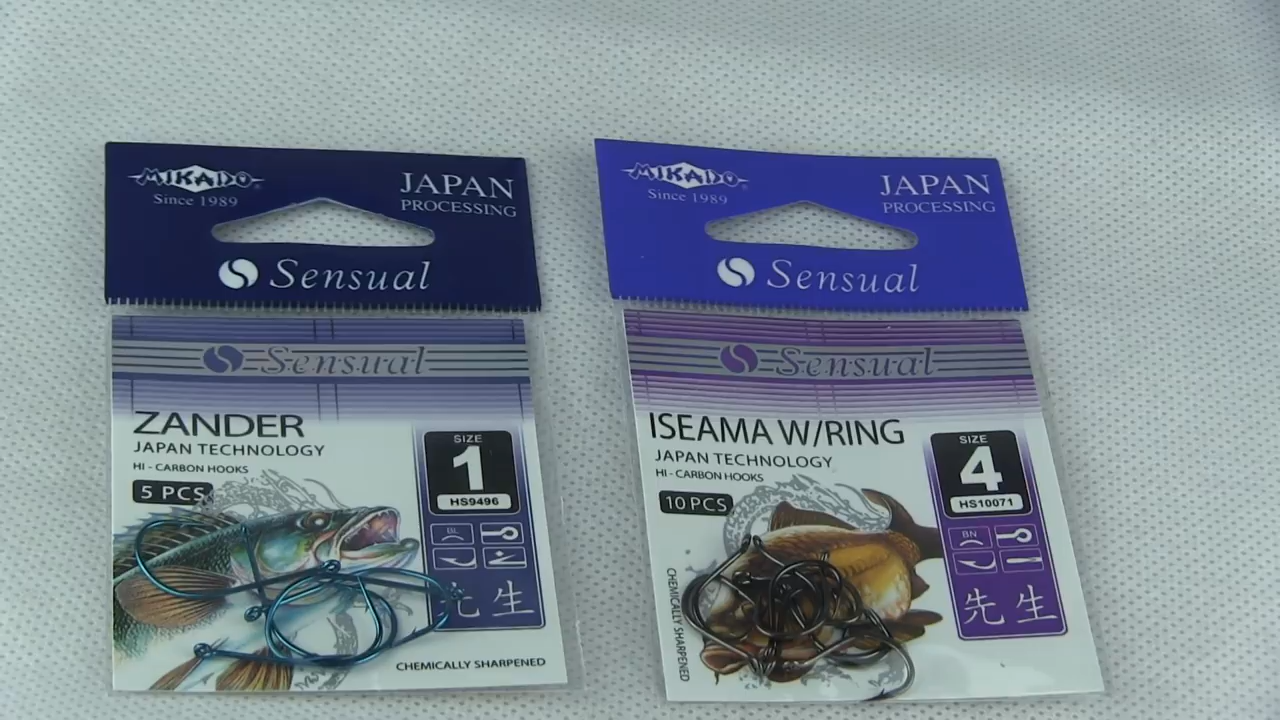 MIKADO
Since 1989
JAPAN
PROCESSING
Sensual
Sensual
ZANDER
JAPAN TECHNOLOGY
HI - CARBON HOOKS
5 PCS
SIZE
1
HS9496
BL
先生
CHEMICALLY SHARPENED
MIKADO
Since 1989
JAPAN
PROCESSING
Sensual
Sensual
ISEAMA W/RING
JAPAN TECHNOLOGY
HI - CARBON HOOKS
10 PCS
SIZE
4
HS10071
BN
先生
CHEMICALLY SHARPENED